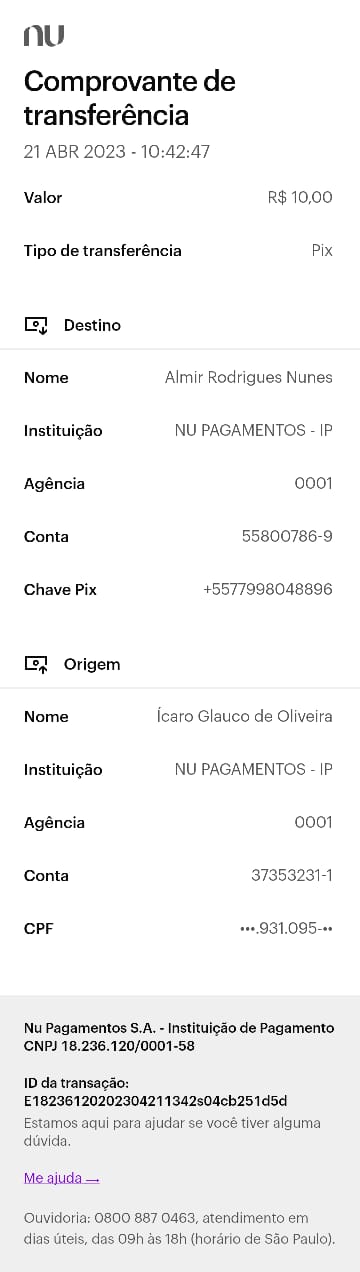 nu
Comprovante de
transferência
21 ABR 2023 - 10:42:47
Valor R$ 10,00
Tipo de transferência Pix
Destino
Nome Almir Rodrigues Nunes
Instituição NU PAGAMENTOS - IP
Agência 0001
Conta 55800786-9
Chave Pix +5577998048896
Origem
Nome Ícaro Glauco de Oliveira
Instituição NU PAGAMENTOS - IP
Agência 0001
Conta 37353231-1
CPF •••.931.095-••
Nu Pagamentos S.A. - Instituição de Pagamento
CNPJ 18.236.120/0001-58
ID da transação:
E18236120202304211342s04cb251d5d
Estamos aqui para ajudar se você tiver alguma
dúvida.
Me ajuda →
Ouvidoria: 0800 887 0463, atendimento em
dias úteis, das 09h às 18h (horário de São Paulo).